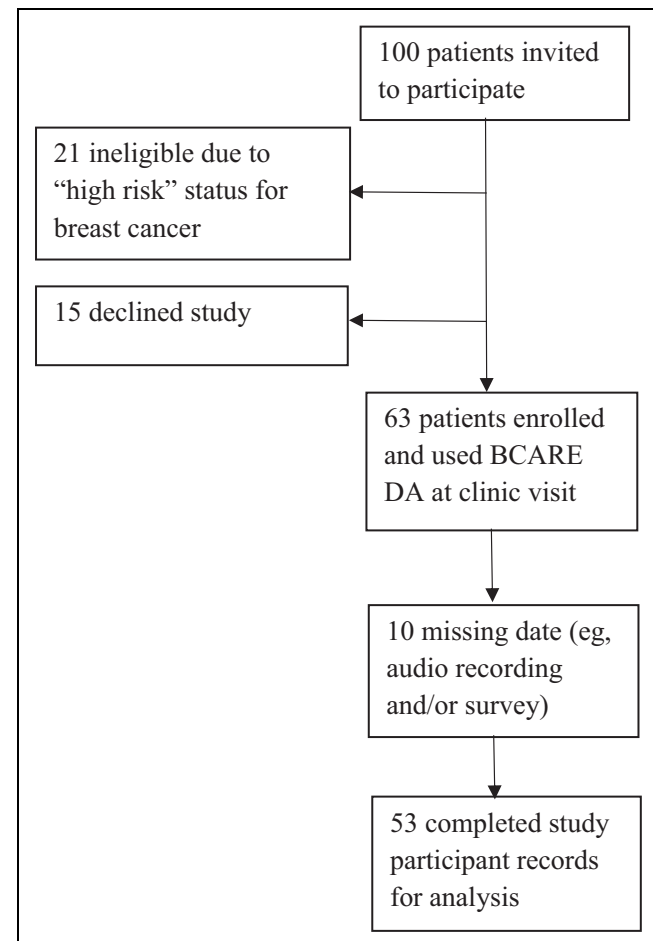 100 patients invited
to participate
21 ineligible due to
“high risk” status for
breast cancer
15 declined study
63 patients enrolled
and used BCARE
DA at clinic visit
10 missing date (eg,
audio recording
and/or survey)
53 completed study
participant records
for analysis